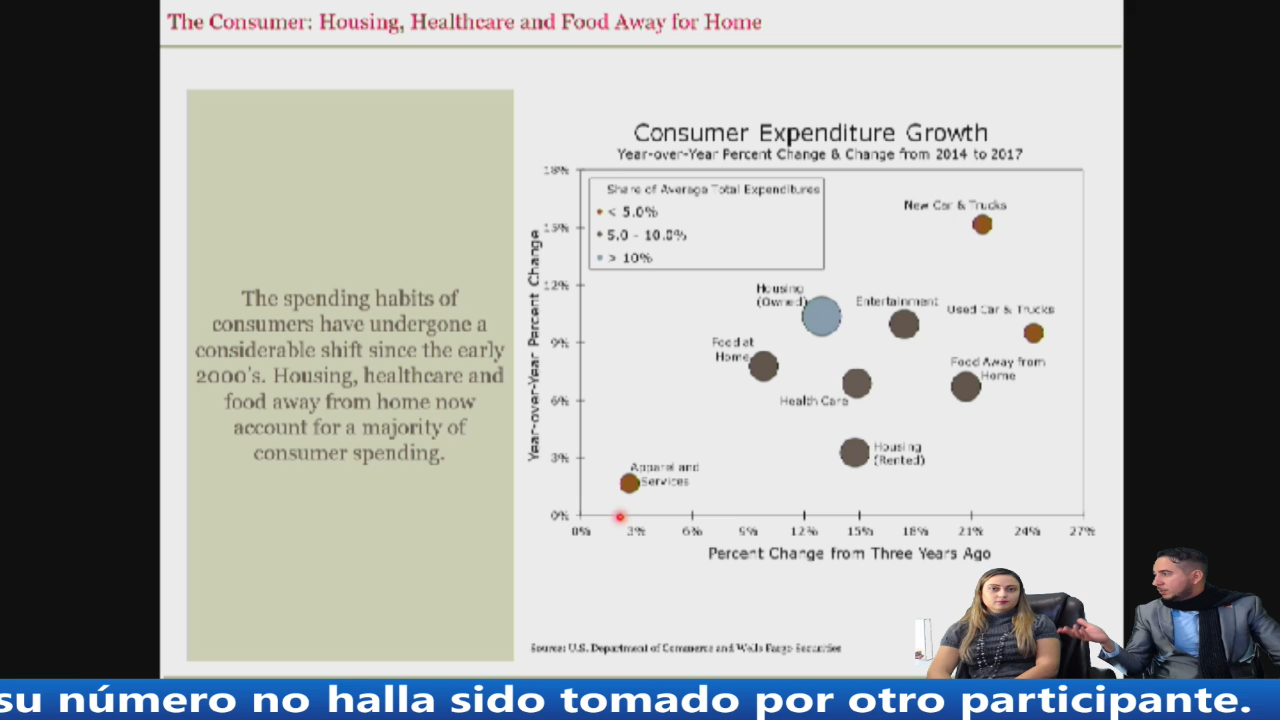 The Consumer: Housing, Healthcare and Food Away for Home
The spending habits of
consumers have undergone a
considerable shift since the early
2000's. Housing, healthcare and
food away from home now
account for a majority of
consumer spending.
Consumer Expenditure Growth
Year-over-Year Percent Change & Change from 2014 to 2017
Year-over-Year Percent Change
18%
15%
12%
9%
6%
3%
0%
Share of Average Total Expenditures
< 5.0%
5.0 - 10.0%
> 10%
New Car & Trucks
Housing
(Owned)
Entertainment
Used Car & Trucks
Food at
Home
Food Away from
Home
Health Care
Housing
(Rented)
Apparel and
Services
0% 3% 6% 9% 12% 15% 18% 21% 24% 27%
Percent Change from Three Years Ago
Source: U.S. Department of Commerce and Wells Fargo Securities
su número no halla sido tomado por otro participante.